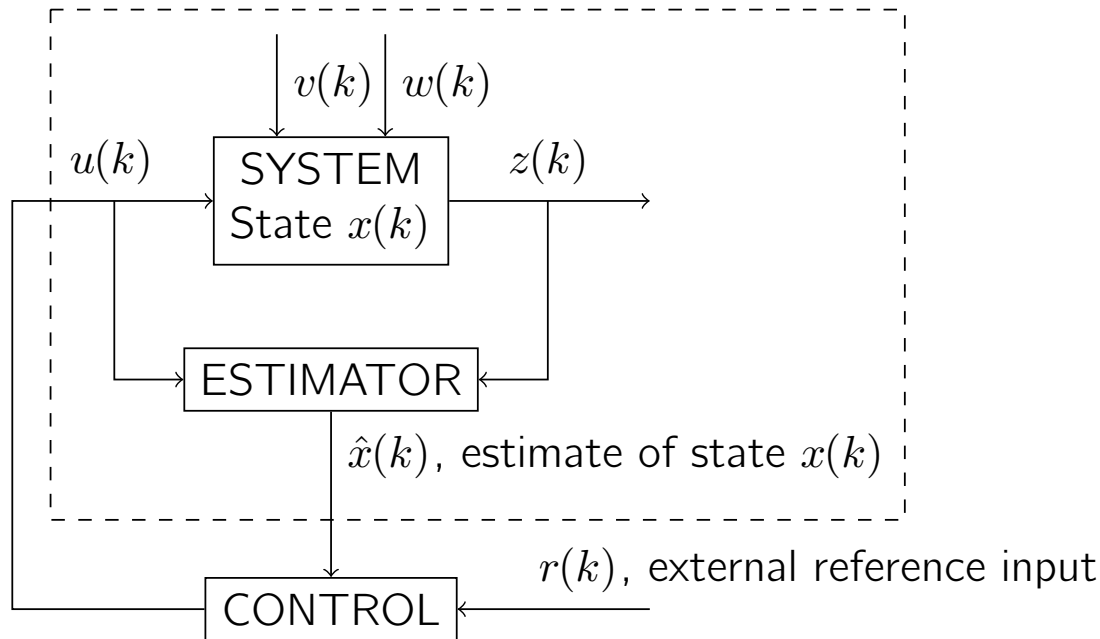 v(k) w(k)
u(k)
SYSTEM
State x(k)
z(k)
ESTIMATOR
x̂(k), estimate of state x(k)
r(k), external reference input
CONTROL